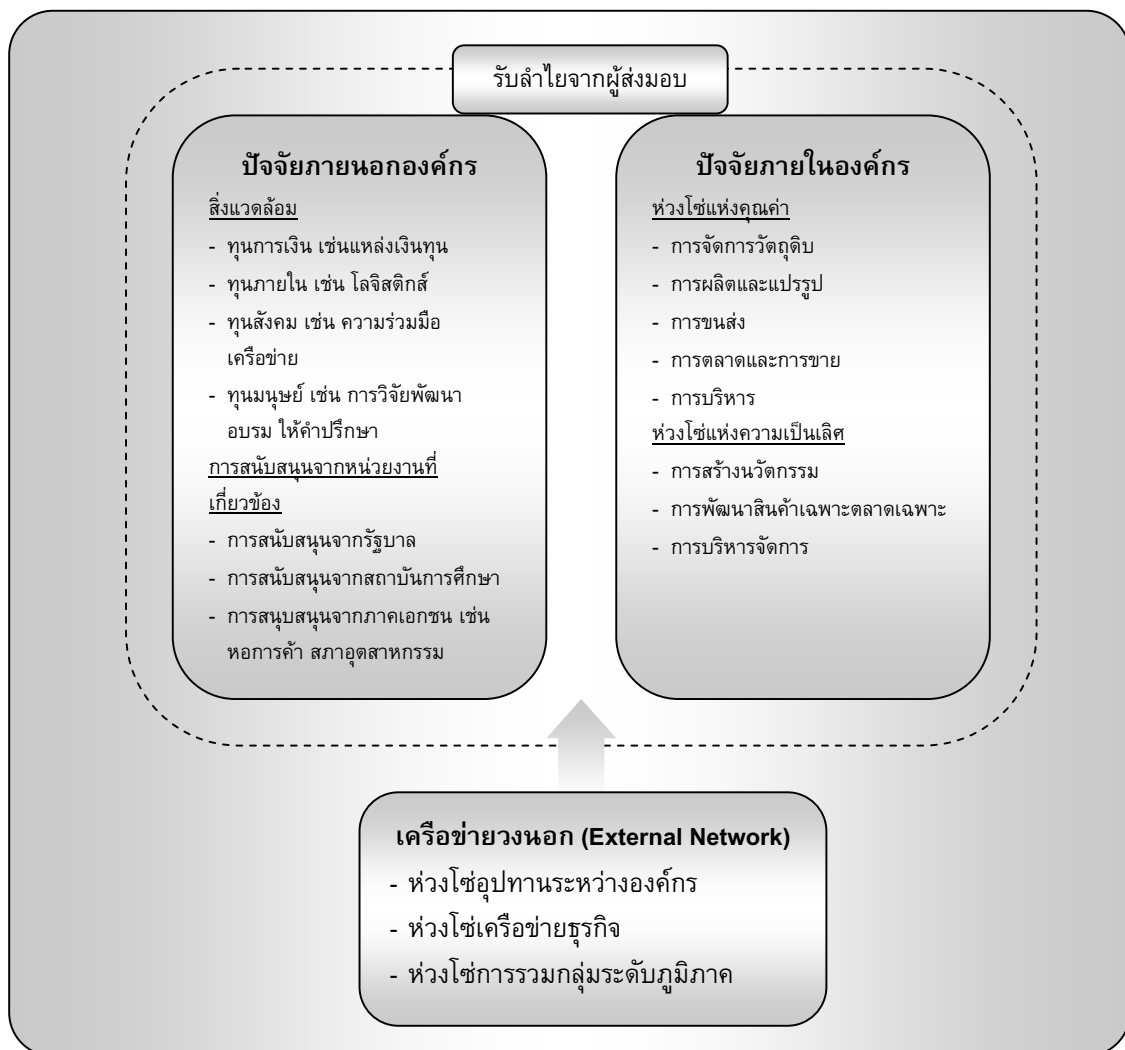 รับลำไยจากผู้ส่งมอบ
ปัจจัยภายนอกองค์กร
สิ่งแวดล้อม
- ทุนการเงิน เช่นแหล่งเงินทุน
- ทุนภายใน เช่น โลจิสติกส์
- ทุนสังคม เช่น ความร่วมมือ
เครือข่าย
- ทุนมนุษย์ เช่น การวิจัยพัฒนา
อบรม ให้คำปรึกษา
การสนับสนุนจากหน่วยงานที่
เกี่ยวข้อง
- การสนับสนุนจากรัฐบาล
- การสนับสนุนจากสถาบันการศึกษา
- การสนุบสนุนจากภาคเอกชน เช่น
หอการค้า สภาอุตสาหกรรม
ปัจจัยภายในองค์กร
ห่วงโซ่แห่งคุณค่า
- การจัดการวัตถุดิบ
- การผลิตและแปรรูป
- การขนส่ง
- การตลาดและการขาย
- การบริหาร
ห่วงโซ่แห่งความเป็นเลิศ
- การสร้างนวัตกรรม
- การพัฒนาสินค้าเฉพาะตลาดเฉพาะ
- การบริหารจัดการ
เครือข่ายวงนอก (External Network)
- ห่วงโซ่อุปทานระหว่างองค์กร
- ห่วงโซ่เครือข่ายธุรกิจ
- ห่วงโซ่การรวมกลุ่มระดับภูมิภาค